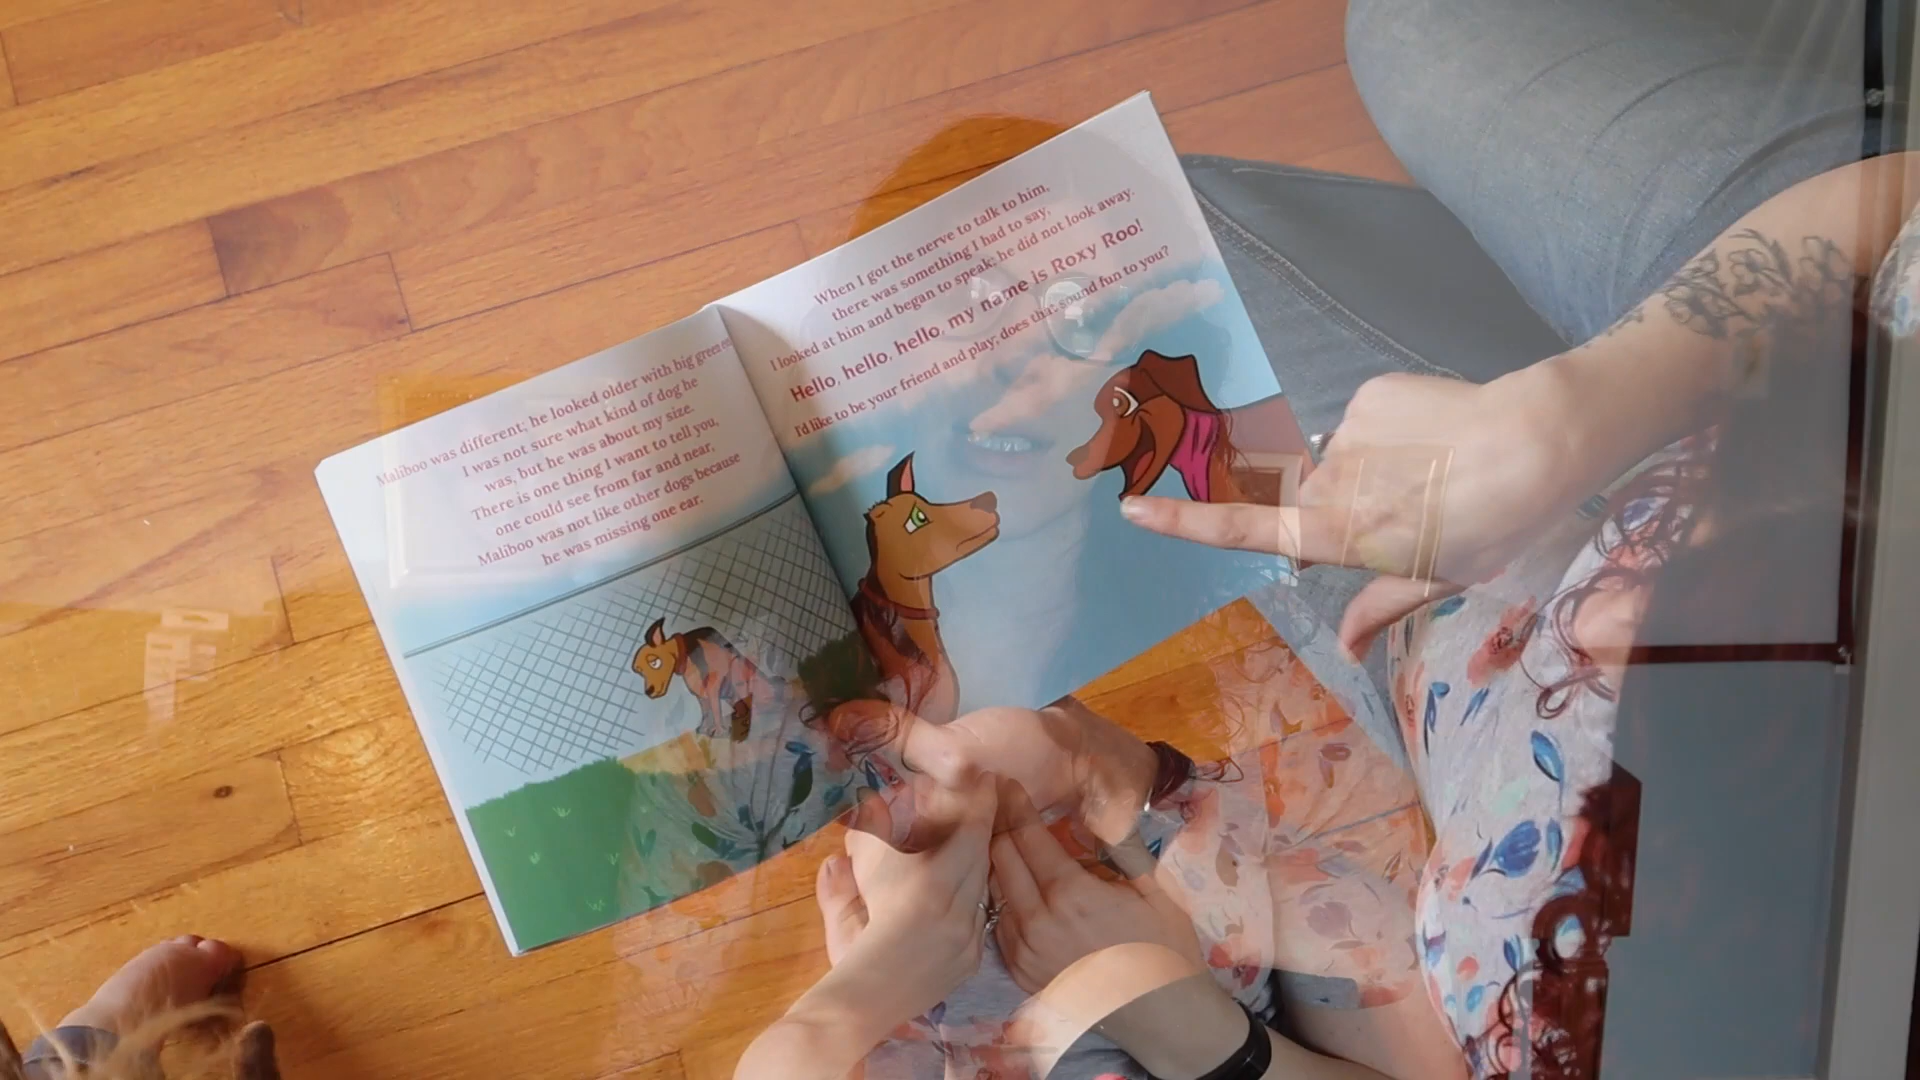 Maliboo was different; he looked older with big green
I was not sure what kind of dog he
was, but he was about my size.
There is one thing I want to tell you,
one could see from far and near,
Maliboo was not like other dogs because
he was missing one ear.
When I got the nerve to talk to him,
there was something I had to say,
I looked at him and began to speak; he did not look away.
Hello, hello, hello, my name is Roxy Roo!
I'd like to be your friend and play; does that sound fun to you?